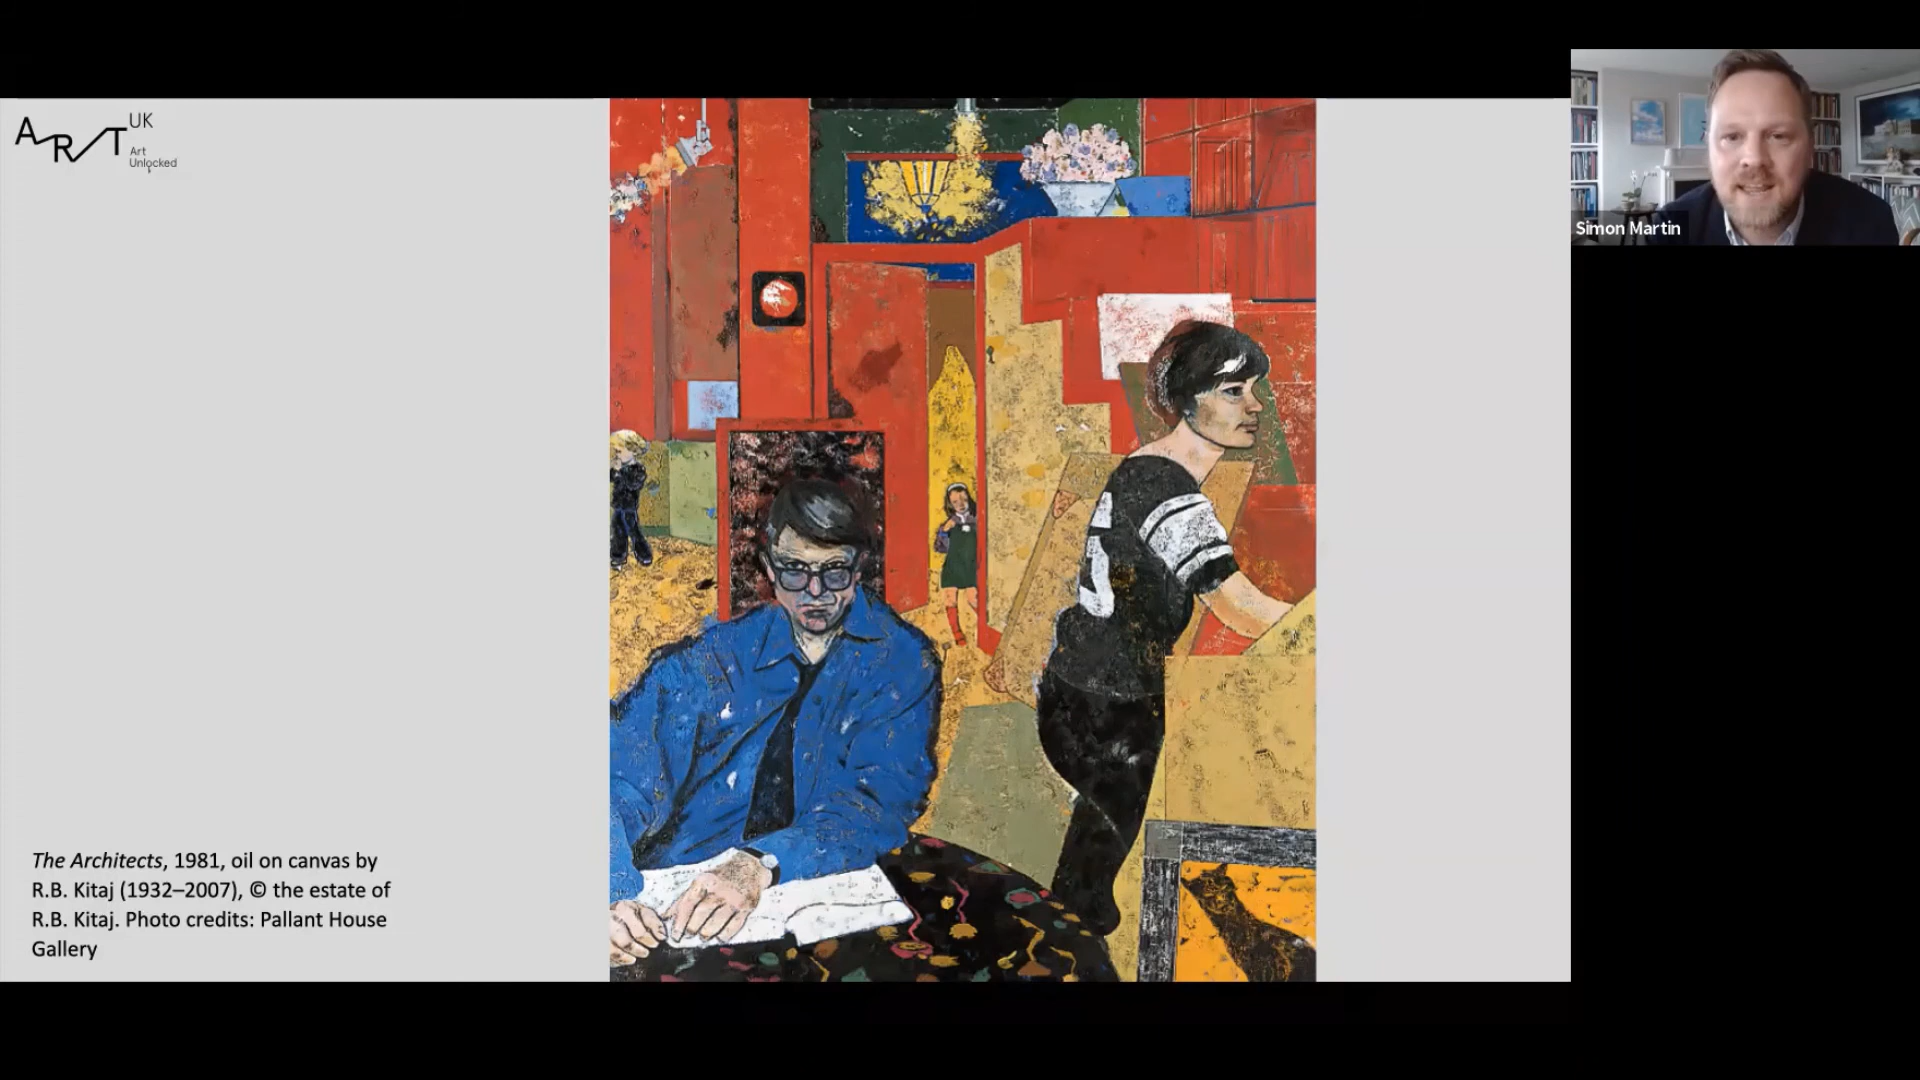 ART UK
Art
Unlocked
Simon Martin
The Architects, 1981, oil on canvas by
R.B. Kitaj (1932–2007), © the estate of
R.B. Kitaj. Photo credits: Pallant House
Gallery